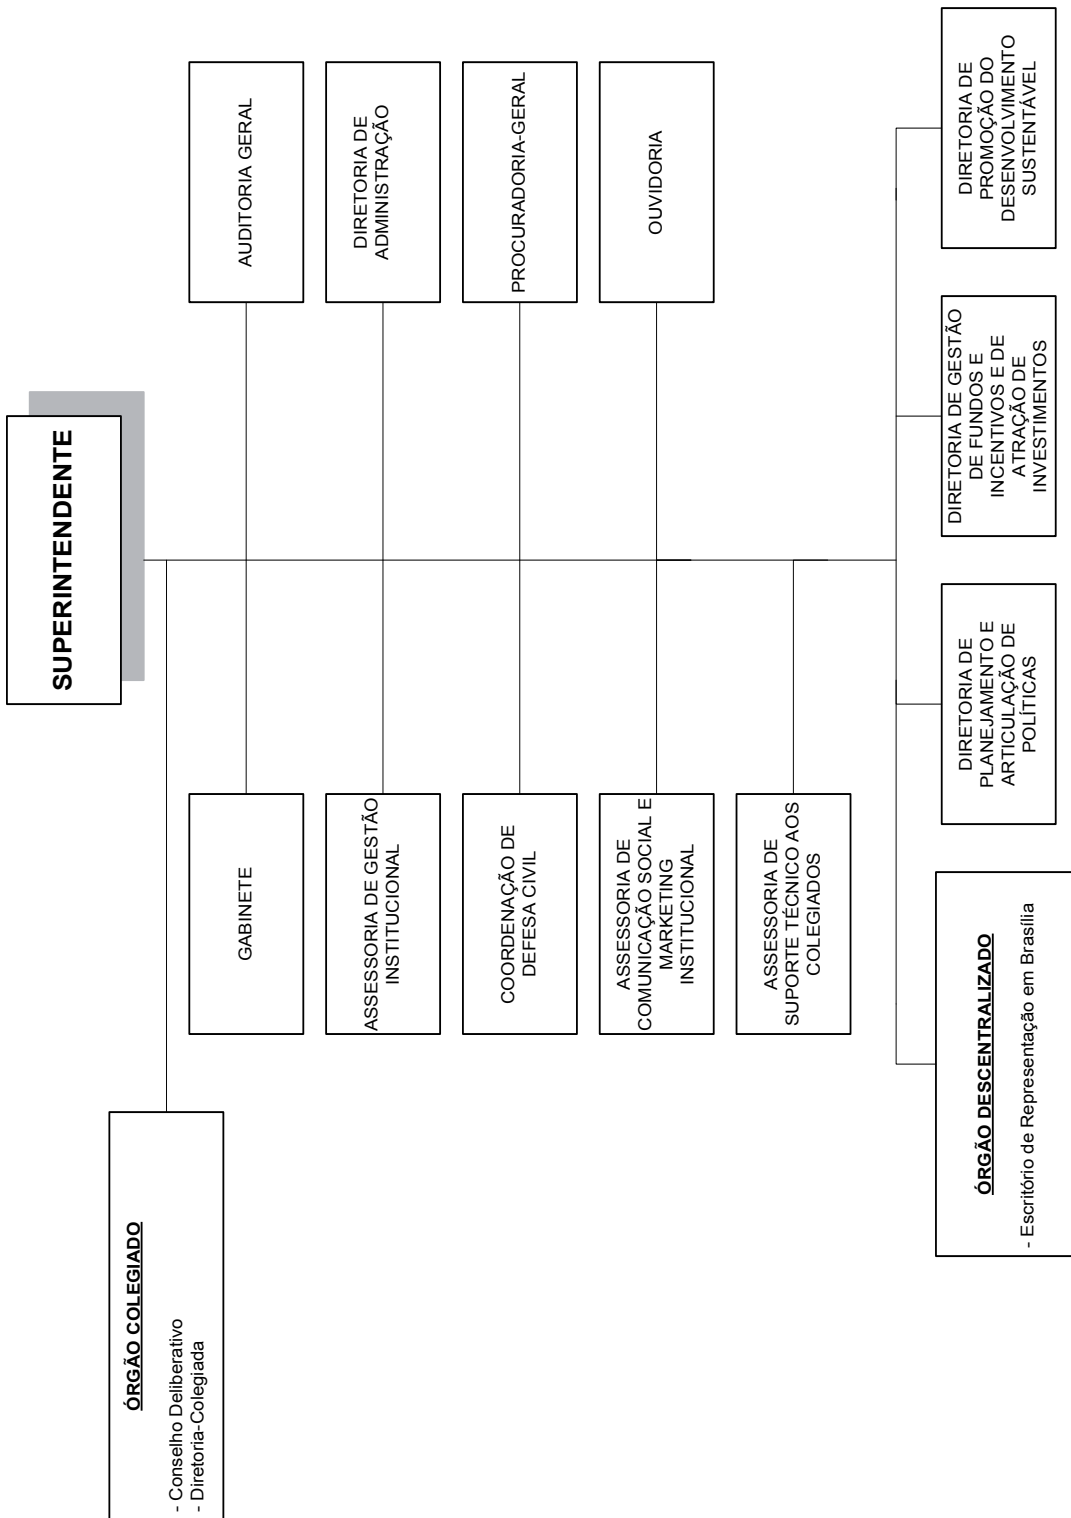 SUPERINTENDENTE
ÓRGÃO COLEGIADO
- Conselho Deliberativo
- Diretoria-Colegiada
GABINETE
AUDITORIA GERAL
ASSESSORIA DE GESTÃO
INSTITUCIONAL
DIRETORIA DE
ADMINISTRAÇÃO
COORDENAÇÃO DE
DEFESA CIVIL
PROCURADORIA-GERAL
ASSESSORIA DE
COMUNICAÇÃO SOCIAL E
MARKETING
INSTITUCIONAL
OUVIDORIA
ASSESSORIA DE
SUPORTE TÉCNICO AOS
COLEGIADOS
ÓRGÃO DESCENTRALIZADO
- Escritório de Representação em Brasília
DIRETORIA DE
PLANEJAMENTO E
ARTICULAÇÃO DE
POLÍTICAS
DIRETORIA DE GESTÃO
DE FUNDOS E
INCENTIVOS E DE
ATRAÇÃO DE
INVESTIMENTOS
DIRETORIA DE
PROMOÇÃO DO
DESENVOLVIMENTO
SUSTENTÁVEL